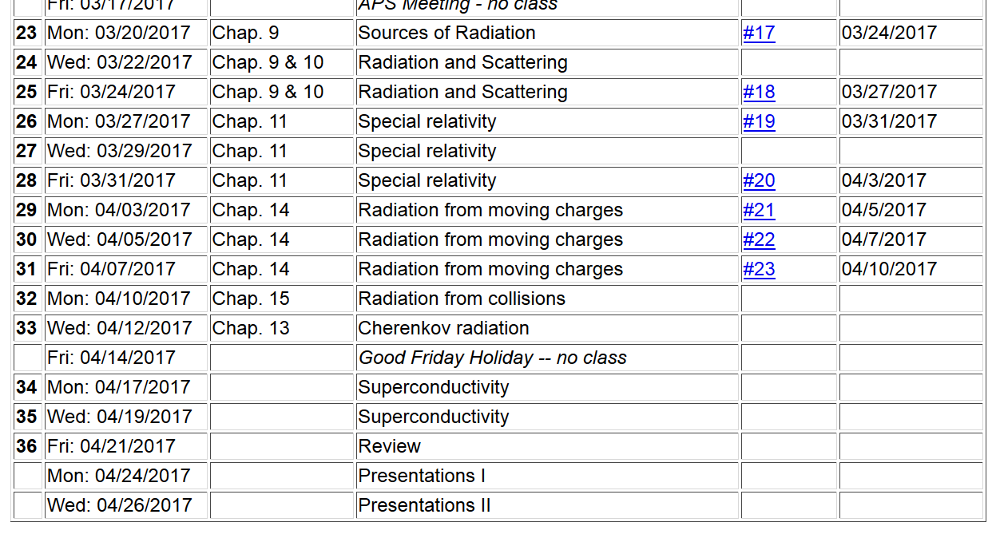 Fri: 03/17/2017 APS Meeting - no class
23 Mon: 03/20/2017 Chap. 9 Sources of Radiation #17 03/24/2017
24 Wed: 03/22/2017 Chap. 9 & 10 Radiation and Scattering
25 Fri: 03/24/2017 Chap. 9 & 10 Radiation and Scattering #18 03/27/2017
26 Mon: 03/27/2017 Chap. 11 Special relativity #19 03/31/2017
27 Wed: 03/29/2017 Chap. 11 Special relativity
28 Fri: 03/31/2017 Chap. 11 Special relativity #20 04/3/2017
29 Mon: 04/03/2017 Chap. 14 Radiation from moving charges #21 04/5/2017
30 Wed: 04/05/2017 Chap. 14 Radiation from moving charges #22 04/7/2017
31 Fri: 04/07/2017 Chap. 14 Radiation from moving charges #23 04/10/2017
32 Mon: 04/10/2017 Chap. 15 Radiation from collisions
33 Wed: 04/12/2017 Chap. 13 Cherenkov radiation
Fri: 04/14/2017 Good Friday Holiday -- no class
34 Mon: 04/17/2017 Superconductivity
35 Wed: 04/19/2017 Superconductivity
36 Fri: 04/21/2017 Review
Mon: 04/24/2017 Presentations I
Wed: 04/26/2017 Presentations II